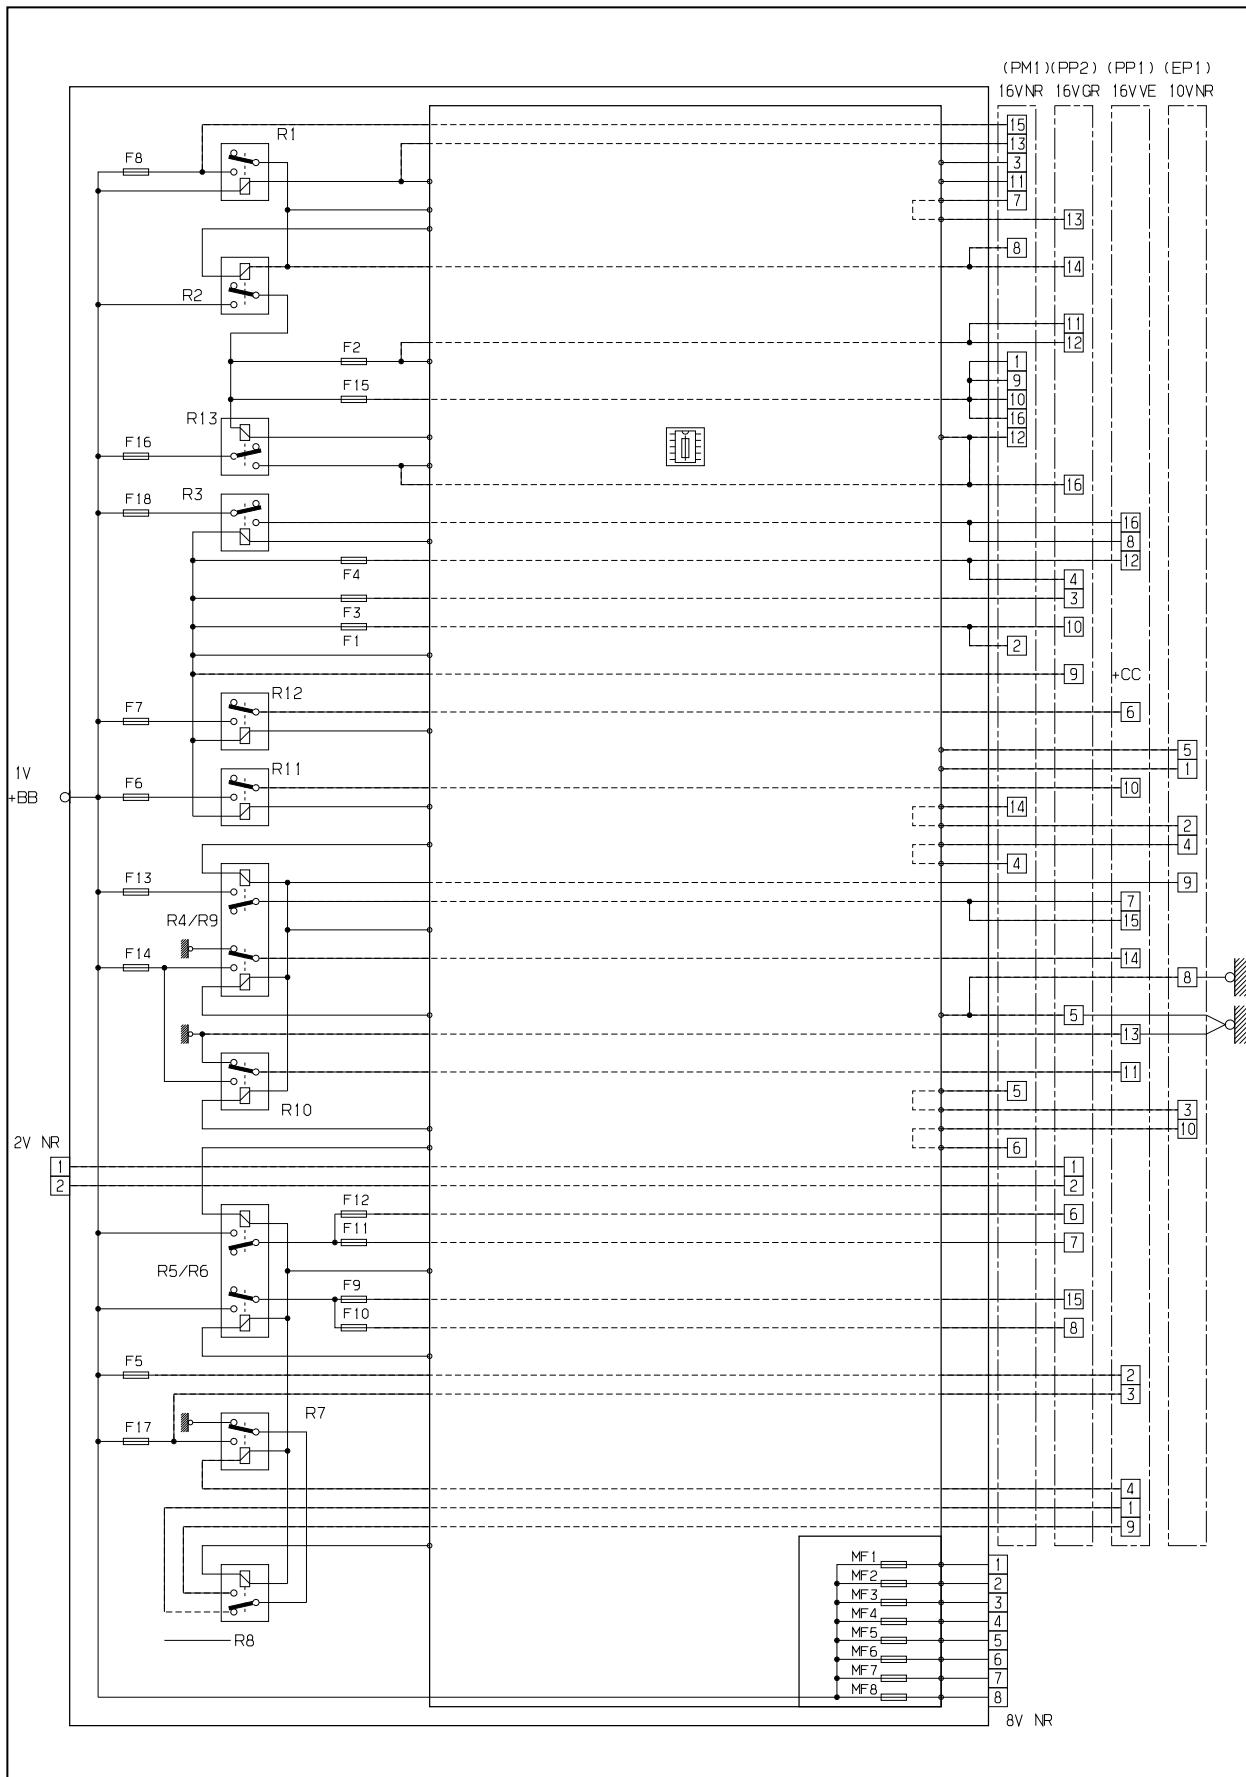 (PM1) (PP2) (PP1) (EP1)
16VNR 16VGR 16VVE 10VNR
15
R1
13
F8
3
11
7
13
8
14
R2
11
12
F2
1
F15
9
10
R13
16
F16
12
R3
16
F18
16
8
12
F4
4
3
F3
10
F1
2
9 +CC
R12
F7
6
5
R11
1
1V
F6
10
+BB
14
2
4
4
F13
9
7
R4/R9
15
F14
14
8
5
13
11
5
R10
3
10
2V NR
6
1
1
2
2
F12
6
F11
7
R5/R6
F9
15
F10
8
F5
2
3
R7
F17
4
1
9
MF1 1
MF2 2
MF3 3
MF4 4
MF5 5
R8
MF6 6
MF7 7
MF8 8
8V NR